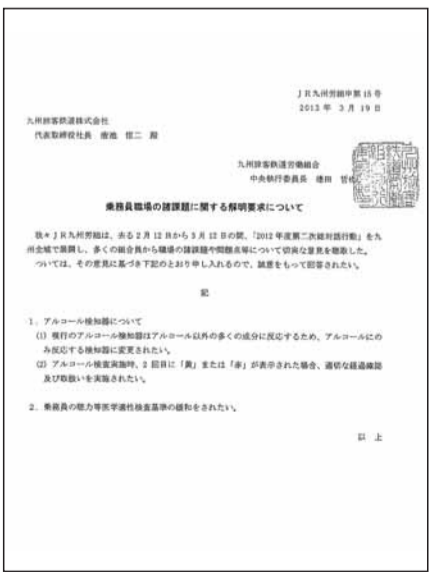 JR九州労組申第15号
2013年 3月19日
九州旅客鉄道株式会社
代表取締役社長 唐池 恒二 殿
九州旅客鉄道労働組合
中央執行委員長 徳田 哲
乗務員職場の諸課題に関する解明要求について
我々JR九州労組は、去る2月12日から3月12日の間、「2012年度第二次総対話行動」を九
州全域で展開し、多くの組合員から職場の諸課題や問題点等について切実な意見を聴取した。
ついては、その意見に基づき下記のとおり申し入れるので、誠意をもって回答されたい。
記
1.アルコール検知器について
(1) 現行のアルコール検知器はアルコール以外の多くの成分に反応するため、アルコールにの
み反応する検知器に変更されたい。
(2) アルコール検査実施時、2回目に「黄」または「赤」が表示された場合、適切な経過確認
及び取扱いを実施されたい。
2.乗務員の聴力等医学適性検査基準の緩和をされたい。
以 上